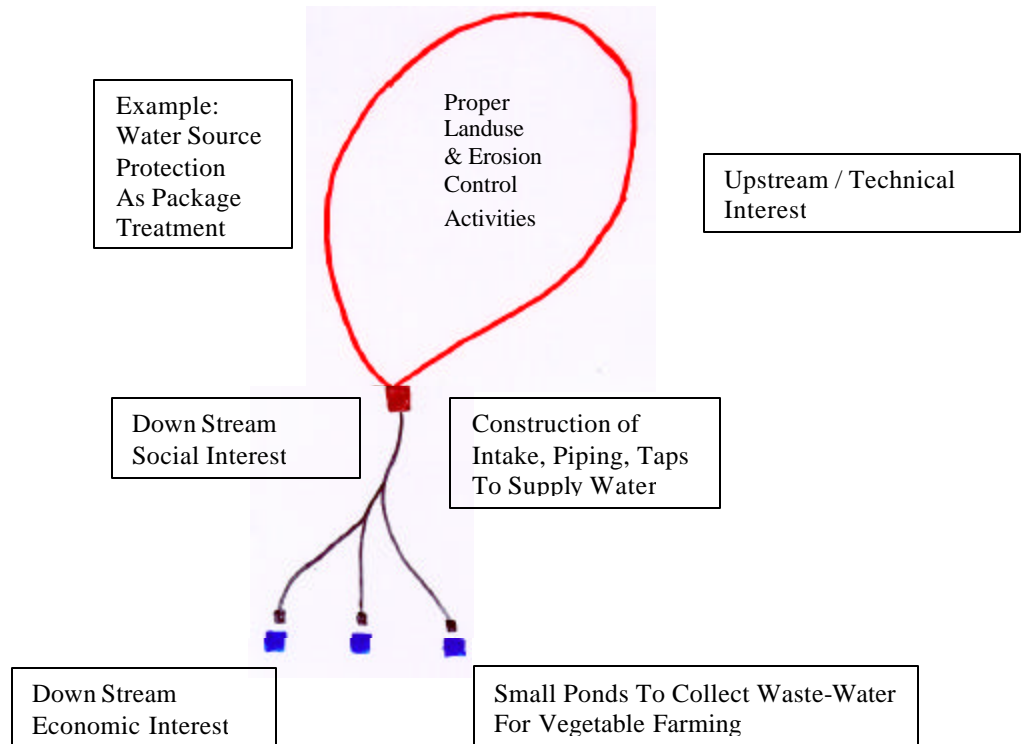 Example:
Water Source
Protection
As Package
Treatment
Proper
Landuse
& Erosion
Control
Activities
Upstream / Technical
Interest
Down Stream
Social Interest
Construction of
Intake, Piping, Taps
To Supply Water
Down Stream
Economic Interest
Small Ponds To Collect Waste-Water
For Vegetable Farming